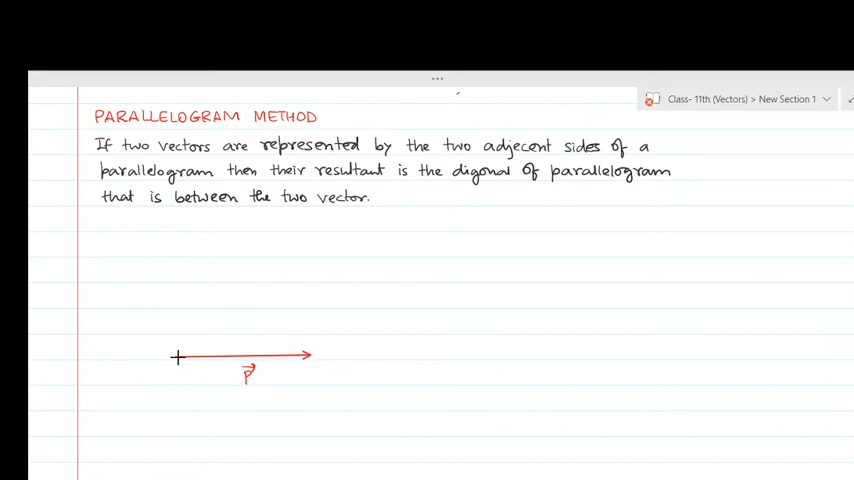 Class- 11th (Vectors) > New Section 1
PARALLELOGRAM METHOD
If two vectors are represented by the two adjecent sides of a
parallelogram then their resultant is the digonal of parallelogram
that is between the two vector.
P